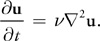 ∂𝐮/∂t = ν∇²𝐮.